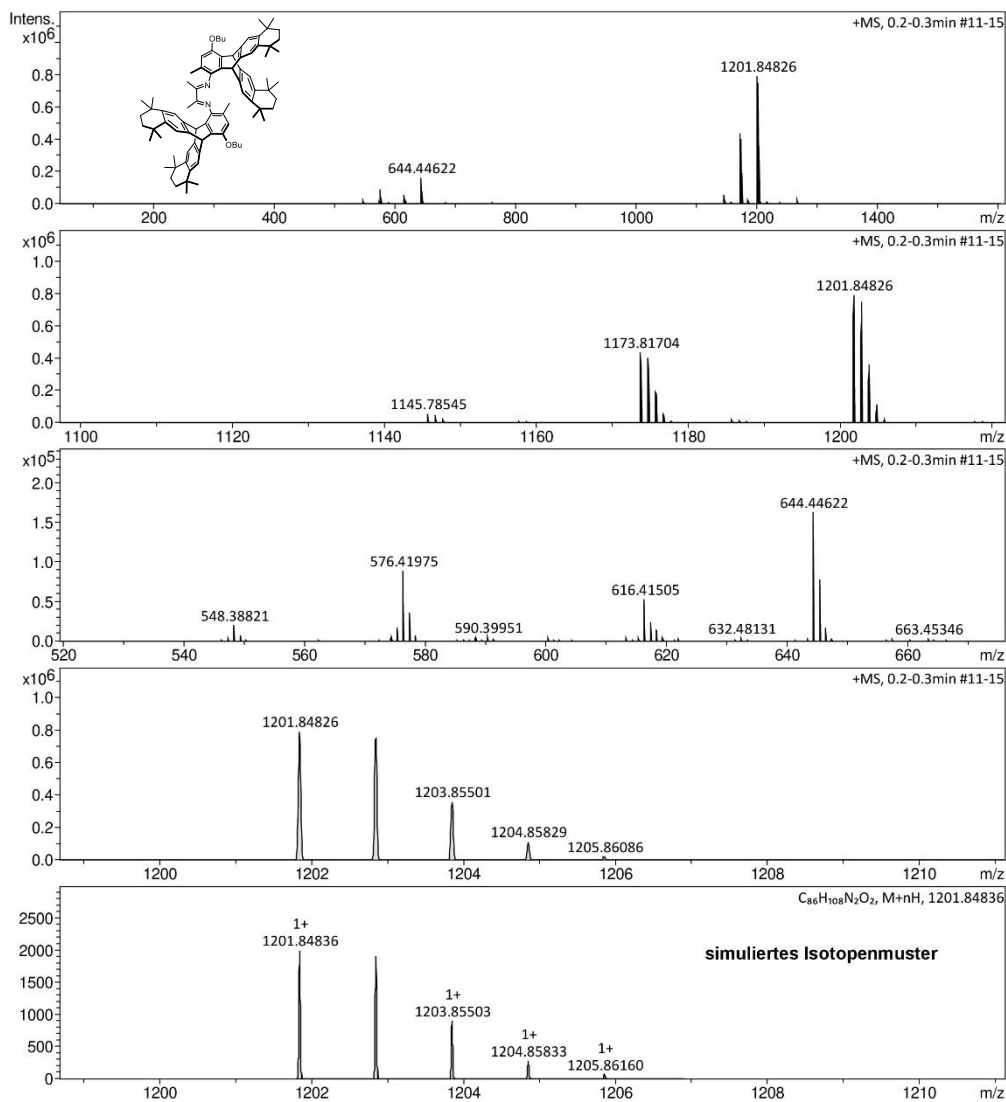 Intens.
x10⁶
+MS, 0.2-0.3min #11-15
OBu
N
N
OBu
1201.84826
644.44622
0.8
0.6
0.4
0.2
0.0
200 400 600 800 1000 1200 1400 m/z
x10⁶
+MS, 0.2-0.3min #11-15
1.0
0.8
0.6
0.4
0.2
0.0
1201.84826
1173.81704
1145.78545
1100 1120 1140 1160 1180 1200 m/z
x10⁵
+MS, 0.2-0.3min #11-15
2.0
1.5
1.0
0.5
0.0
644.44622
576.41975
616.41505
548.38821
590.39951
632.48131
663.45346
520 540 560 580 600 620 640 660 m/z
x10⁶
+MS, 0.2-0.3min #11-15
1.0
0.8
0.6
0.4
0.2
0.0
1201.84826
1203.85501
1204.85829
1205.86086
1200 1202 1204 1206 1208 1210 m/z
C₈₆H₁₀₈N₂O₂, M+nH, 1201.84836
2500
2000
1500
1000
500
0
1+
1201.84836
simuliertes Isotopenmuster
1+
1203.85503
1+
1204.85833
1+
1205.86160
1200 1202 1204 1206 1208 1210 m/z